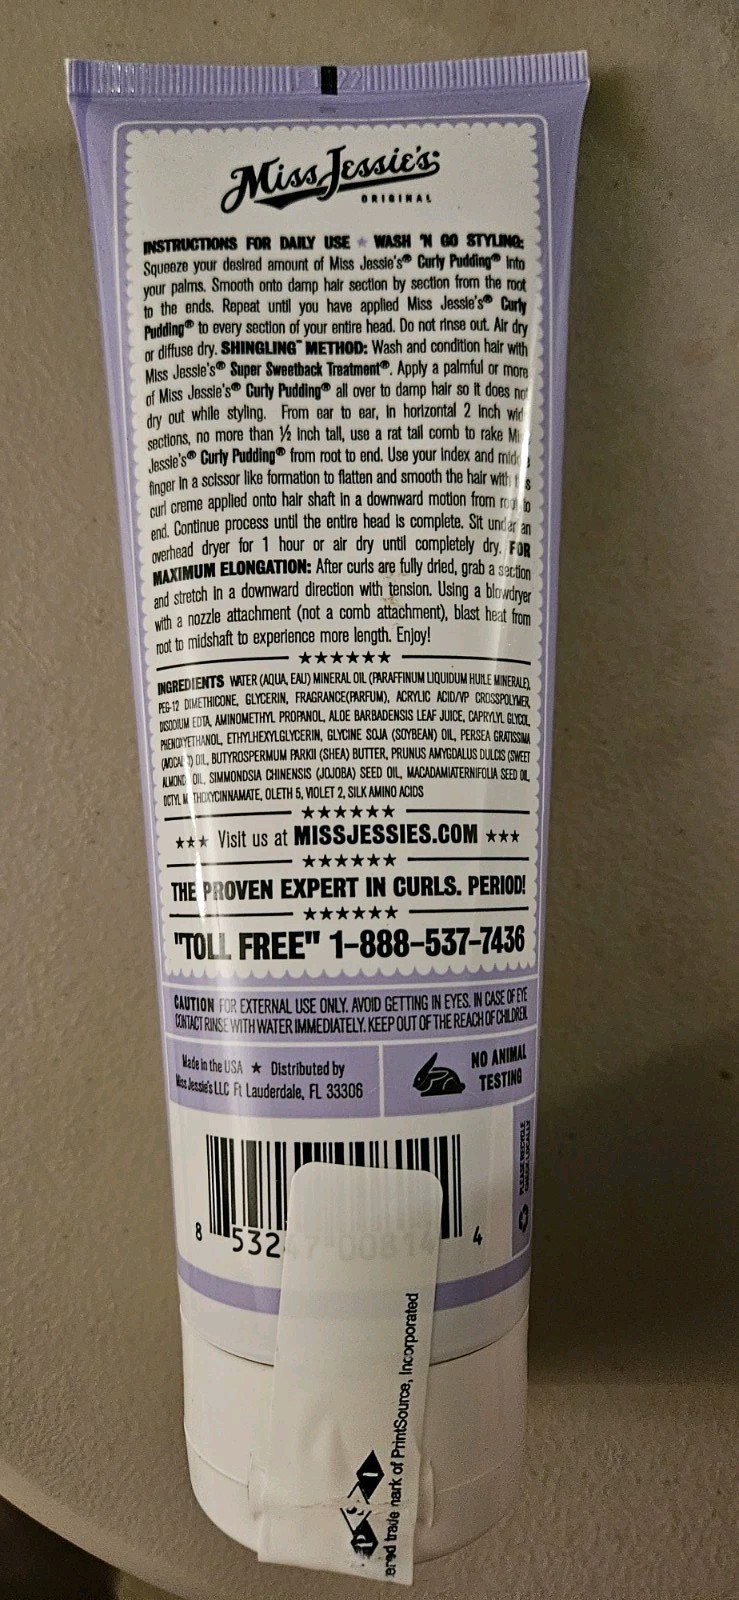 Miss Jessie's
ORIGINAL
INSTRUCTIONS FOR DAILY USE ★ WASH 'N GO STYLING:
Squeeze your desired amount of Miss Jessie's® Curly Pudding® into
your palms. Smooth onto damp hair section by section from the root
to the ends. Repeat until you have applied Miss Jessie's® Curly
Pudding® to every section of your entire head. Do not rinse out. Air dry
or diffuse dry. SHINGLING™ METHOD: Wash and condition hair with
Miss Jessie's® Super Sweetback Treatment®. Apply a palmful or more
of Miss Jessie's® Curly Pudding® all over to damp hair so it does not
dry out while styling. From ear to ear, in horizontal 2 inch wid
sections, no more than ½ inch tall, use a rat tail comb to rake Mi
Jessie's® Curly Pudding® from root to end. Use your index and midd
finger in a scissor like formation to flatten and smooth the hair with this
curl creme applied onto hair shaft in a downward motion from root to
end. Continue process until the entire head is complete. Sit under an
overhead dryer for 1 hour or air dry until completely dry. FOR
MAXIMUM ELONGATION: After curls are fully dried, grab a section
and stretch in a downward direction with tension. Using a blowdryer
with a nozzle attachment (not a comb attachment), blast heat from
root to midshaft to experience more length. Enjoy!
★★★★★★
INGREDIENTS WATER (AQUA, EAU) MINERAL OIL (PARAFFINUM LIQUIDUM HUILE MINERALE),
PEG-12 DIMETHICONE, GLYCERIN, FRAGRANCE(PARFUM), ACRYLIC ACID/VP CROSSPOLYMER,
DISODIUM EDTA, AMINOMETHYL PROPANOL, ALOE BARBADENSIS LEAF JUICE, CAPRYLYL GLYCOL,
PHENOXYETHANOL, ETHYLHEXYLGLYCERIN, GLYCINE SOJA (SOYBEAN) OIL, PERSEA GRATISSIMA
(AVOCADO) OIL, BUTYROSPERMUM PARKII (SHEA) BUTTER, PRUNUS AMYGDALUS DULCIS (SWEET
ALMOND) OIL, SIMMONDSIA CHINENSIS (JOJOBA) SEED OIL, MACADAMIATERNIFOLIA SEED OIL,
OCTYL METHOXYCINNAMATE, OLETH 5, VIOLET 2, SILK AMINO ACIDS
★★★★★★
★★★ Visit us at MISSJESSIES.COM ★★★
★★★★★★
THE PROVEN EXPERT IN CURLS. PERIOD!
★★★★★★
"TOLL FREE" 1-888-537-7436
CAUTION FOR EXTERNAL USE ONLY. AVOID GETTING IN EYES. IN CASE OF EYE
CONTACT RINSE WITH WATER IMMEDIATELY. KEEP OUT OF THE REACH OF CHILDREN.
Made in the USA ★ Distributed by
Miss Jessie's LLC Ft Lauderdale, FL 33306
NO ANIMAL
TESTING
PLEASE RECYCLE
CHECK LOCALLY
8 53247 00814 4
ered trademark of PrintSource, Incorporated